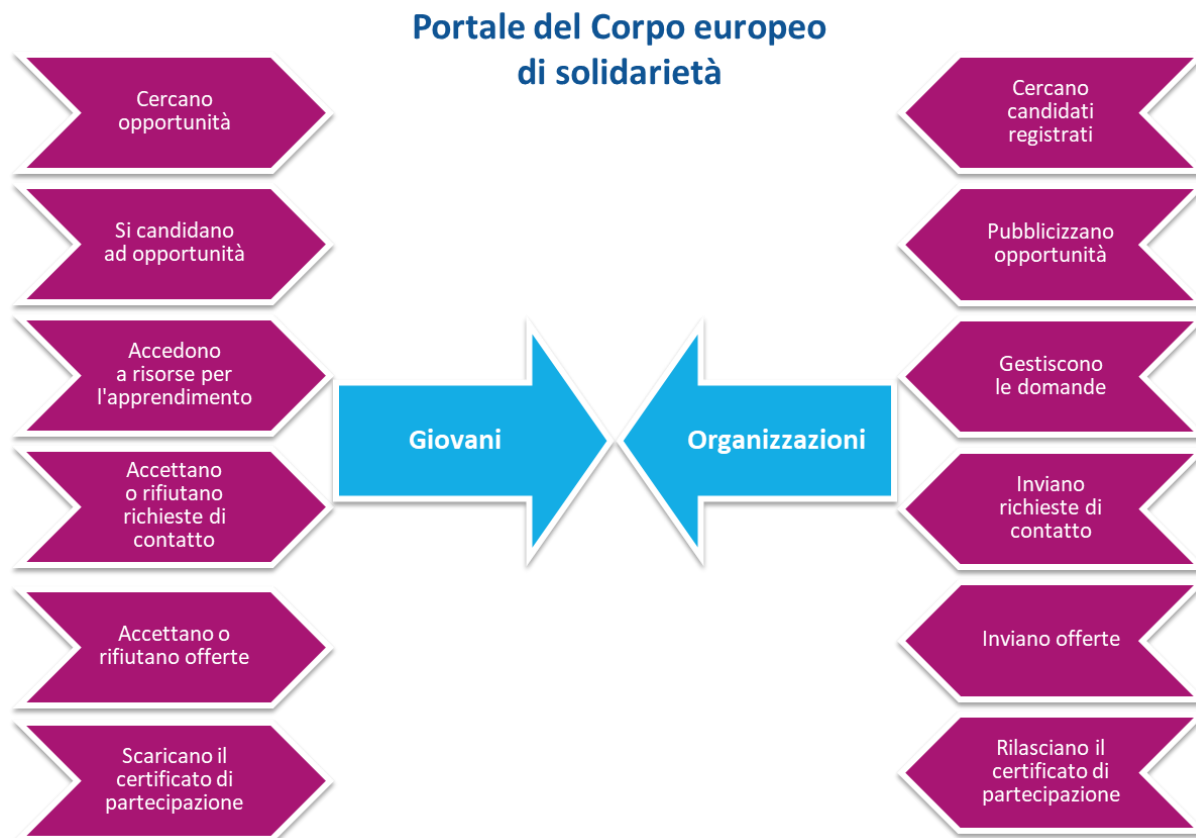 Portale del Corpo europeo
di solidarietà
Cercano
opportunità
Si candidano
ad opportunità
Accedono
a risorse per
l'apprendimento
Accettano
o rifiutano
richieste di
contatto
Accettano o
rifiutano offerte
Scaricano il
certificato di
partecipazione
Giovani
Organizzazioni
Cercano
candidati
registrati
Pubblicizzano
opportunità
Gestiscono
le domande
Inviano
richieste di
contatto
Inviano offerte
Rilasciano il
certificato di
partecipazione